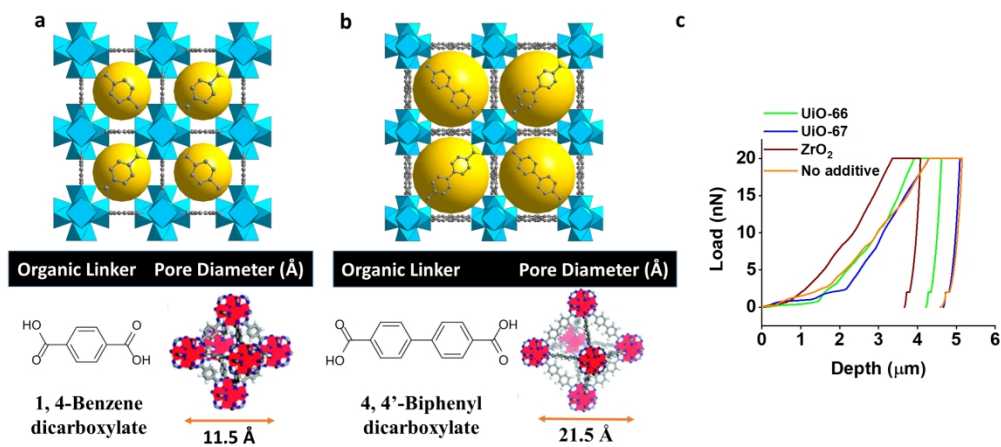 a
Organic Linker Pore Diameter (Å)
HO
O
O
OH
1, 4-Benzene
dicarboxylate
11.5 Å
b
Organic Linker Pore Diameter (Å)
O
HO
OH
O
4, 4’-Biphenyl
dicarboxylate
21.5 Å
c
UiO-66
UiO-67
ZrO₂
No additive
Load (nN)
20
15
10
5
0
0 1 2 3 4 5 6
Depth (μm)